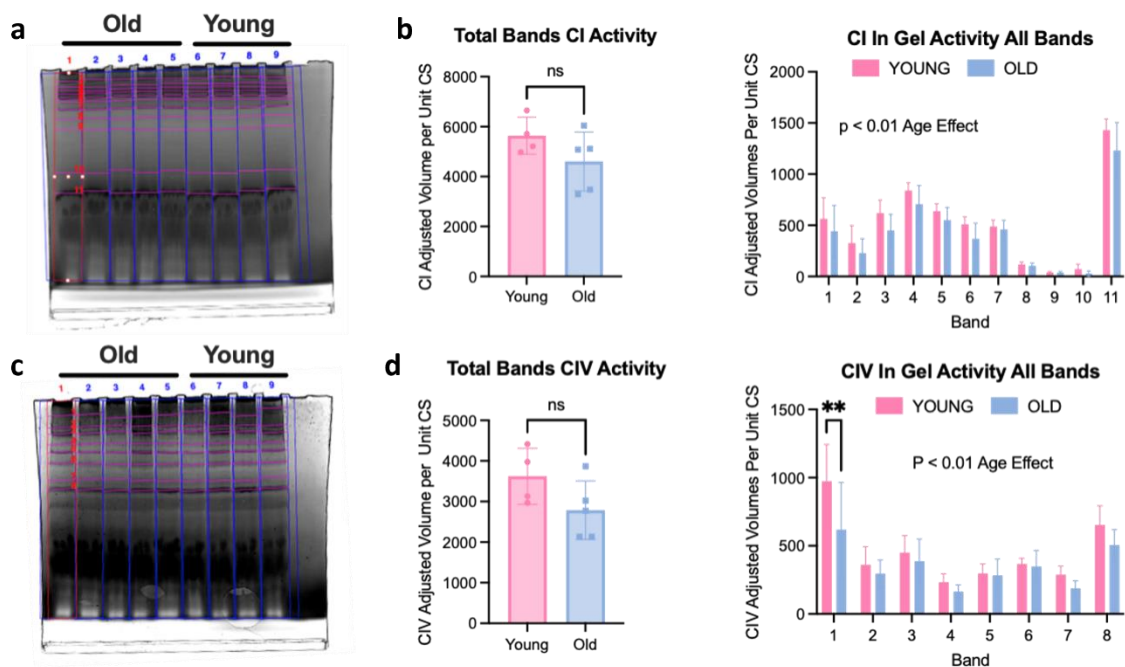 a
Old Young
1 2 3 4 5 6 7 8 9
11
b
Total Bands CI Activity
ns
CI Adjusted Volume per Unit CS
8000
6000
4000
2000
0
Young Old
CI In Gel Activity All Bands
YOUNG OLD
p < 0.01 Age Effect
CI Adjusted Volumes Per Unit CS
2000
1500
1000
500
0
1 2 3 4 5 6 7 8 9 10 11
Band
c
Old Young
1 2 3 4 5 6 7 8 9
d
Total Bands CIV Activity
ns
CIV Adjusted Volume per Unit CS
5000
4000
3000
2000
1000
0
Young Old
CIV In Gel Activity All Bands
YOUNG OLD
**
P < 0.01 Age Effect
CIV Adjusted Volumes Per Unit CS
1500
1000
500
0
1 2 3 4 5 6 7 8
Band